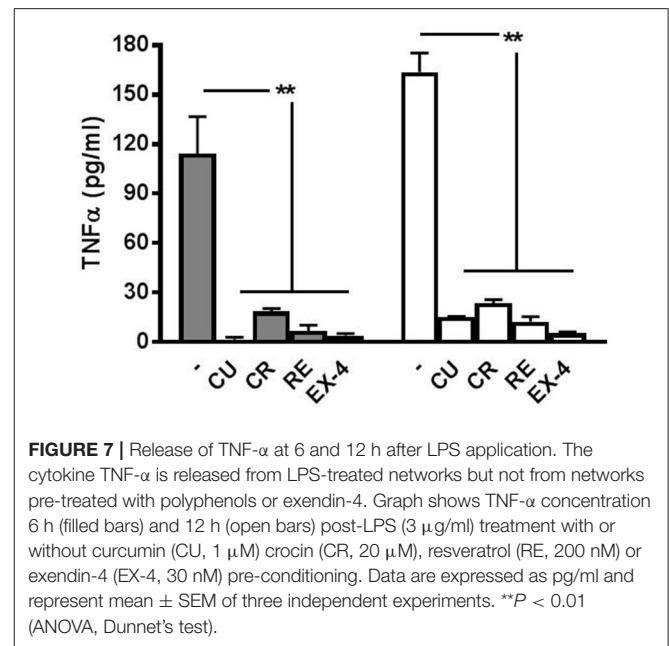 180
150
120
90
60
30
0
TNFα (pg/ml)
**
**
- CU CR RE EX-4 - CU CR RE EX-4
FIGURE 7 | Release of TNF-α at 6 and 12 h after LPS application. The
cytokine TNF-α is released from LPS-treated networks but not from networks
pre-treated with polyphenols or exendin-4. Graph shows TNF-α concentration
6 h (filled bars) and 12 h (open bars) post-LPS (3 μg/ml) treatment with or
without curcumin (CU, 1 μM) crocin (CR, 20 μM), resveratrol (RE, 200 nM) or
exendin-4 (EX-4, 30 nM) pre-conditioning. Data are expressed as pg/ml and
represent mean ± SEM of three independent experiments. **P < 0.01
(ANOVA, Dunnet's test).